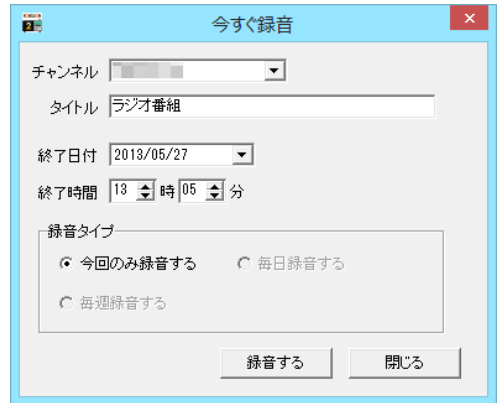 今すぐ録音
チャンネル
タイトル ラジオ番組
終了日付 2013/05/27
終了時間 13 時 05 分
録音タイプ
今回のみ録音する 毎日録音する
毎週録音する
録音する 閉じる